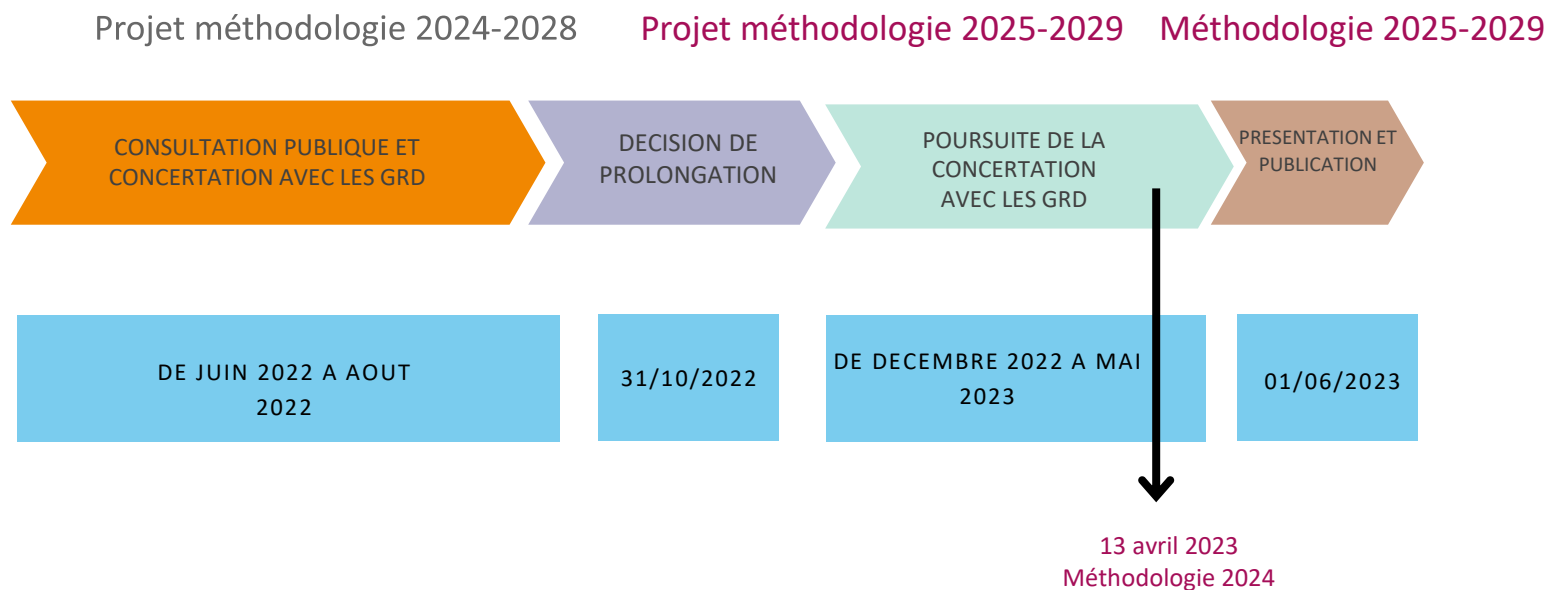 Projet méthodologie 2024-2028
Projet méthodologie 2025-2029
Méthodologie 2025-2029
CONSULTATION PUBLIQUE ET
CONCERTATION AVEC LES GRD
DECISION DE
PROLONGATION
POURSUITE DE LA
CONCERTATION
AVEC LES GRD
PRESENTATION ET
PUBLICATION
DE JUIN 2022 A AOUT
2022
31/10/2022
DE DECEMBRE 2022 A MAI
2023
01/06/2023
13 avril 2023
Méthodologie 2024